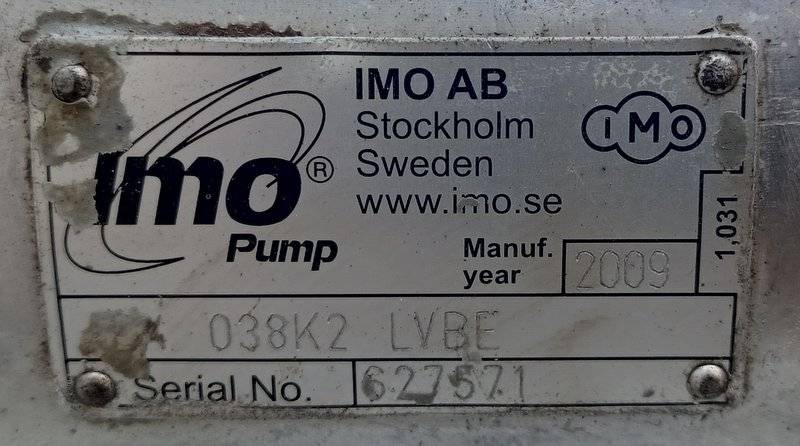 imo®
Pump
IMO AB
Stockholm
Sweden
www.imo.se
IMO
Manuf.
year
2009
1,031
038K2 LVBE
Serial No.
627571